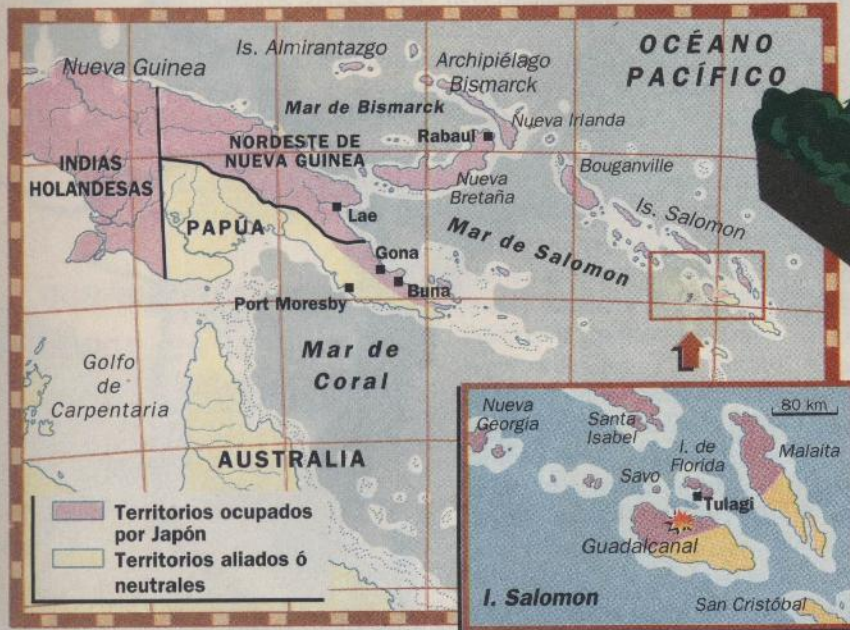 Is. Almirantazgo
OCÉANO
PACÍFICO
Nueva Guinea
Archipiélago
Bismarck
Mar de Bismarck
Nueva Irlanda
Rabaul
NORDESTE DE
NUEVA GUINEA
Bouganville
INDIAS
HOLANDESAS
Nueva
Bretaña
Lae
PAPÚA
Is. Salomon
Mar de Salomon
Gona
Buna
Port Moresby
Mar de
Coral
Golfo
de
Carpentaria
AUSTRALIA
Territorios ocupados
por Japón
Territorios aliados ó
neutrales
80 km
Nueva
Georgia
Santa
Isabel
I. de
Florida
Malaita
Savo
Tulagi
Guadalcanal
I. Salomon
San Cristóbal